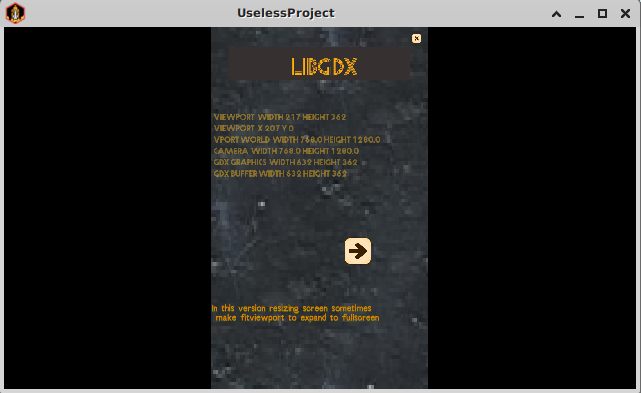 UselessProject
LIBGDX
VIEWPORT WIDTH 217 HEIGHT 362
VIEWPORT X 207 Y 0
VPORT WORLD WIDTH 768.0 HEIGHT 1280.0
CAMERA WIDTH 768.0 HEIGHT 1280.0
GDX GRAPHICS WIDTH 632 HEIGHT 362
GDX BUFFER WIDTH 632 HEIGHT 362
In this version resizing screen sometimes
make fitviewport to expand to fullscreen